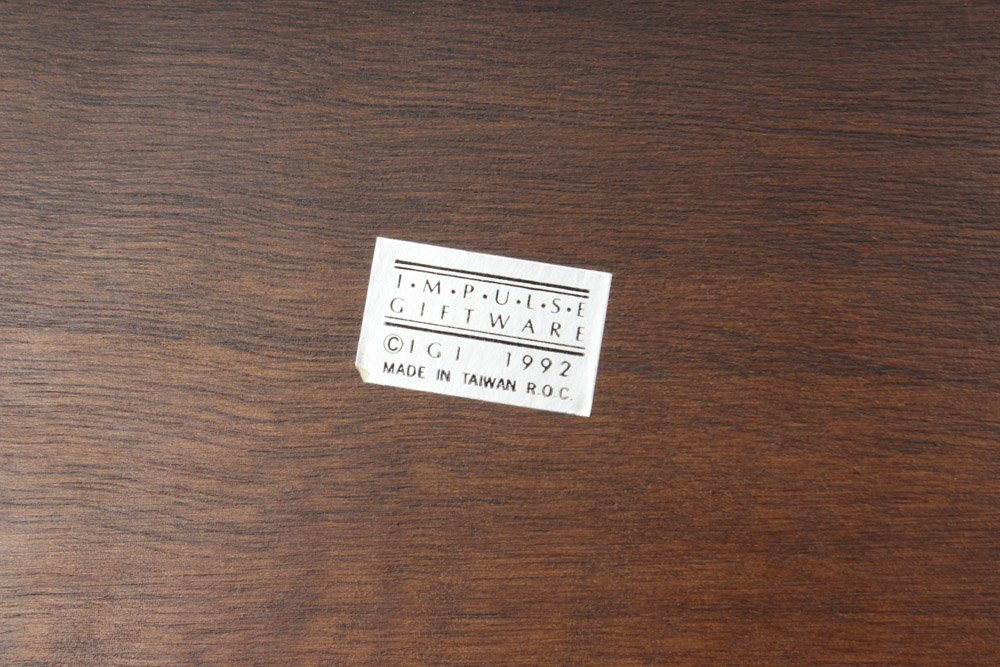 I·M·P·U·L·S·E
GIFTWARE
©IGI 1992
MADE IN TAIWAN R.O.C.